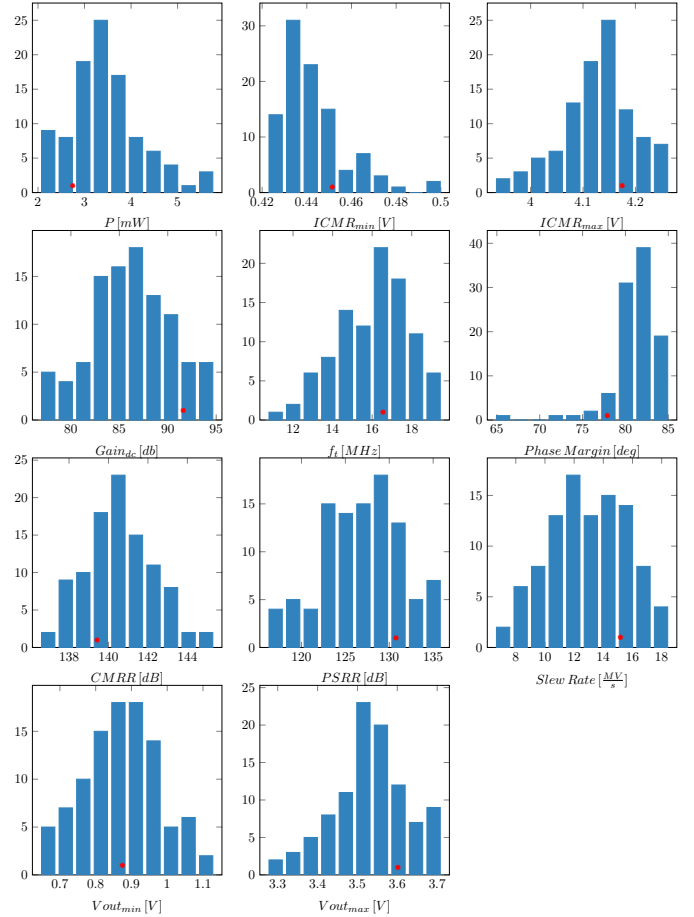 25
20
15
10
5
0
2 3 4 5
P [mW]
30
20
10
0
0.42 0.44 0.46 0.48 0.5
ICMR_min [V]
25
20
15
10
5
0
4 4.1 4.2
ICMR_max [V]
15
10
5
0
80 85 90 95
Gain_dc [db]
20
15
10
5
0
12 14 16 18
f_t [MHz]
40
30
20
10
0
65 70 75 80 85
Phase Margin [deg]
25
20
15
10
5
0
138 140 142 144
CMRR [dB]
15
10
5
0
120 125 130 135
PSRR [dB]
15
10
5
0
8 10 12 14 16 18
Slew Rate [MV/s]
15
10
5
0
0.7 0.8 0.9 1 1.1
Vout_min [V]
25
20
15
10
5
0
3.3 3.4 3.5 3.6 3.7
Vout_max [V]